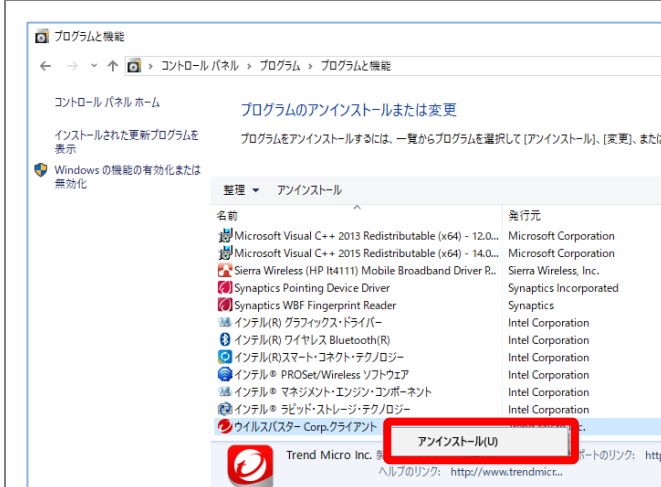 プログラムと機能
コントロール パネル › プログラム › プログラムと機能
コントロール パネル ホーム
インストールされた更新プログラムを
表示
Windows の機能の有効化または
無効化
プログラムのアンインストールまたは変更
プログラムをアンインストールするには、一覧からプログラムを選択して [アンインストール]、[変更]、または
整理 ▼ アンインストール
名前 発行元
Microsoft Visual C++ 2013 Redistributable (x64) - 12.0... Microsoft Corporation
Microsoft Visual C++ 2015 Redistributable (x64) - 14.0... Microsoft Corporation
Sierra Wireless (HP lt4111) Mobile Broadband Driver P... Sierra Wireless, Inc.
Synaptics Pointing Device Driver Synaptics Incorporated
Synaptics WBF Fingerprint Reader Synaptics
インテル(R) グラフィックス・ドライバー Intel Corporation
インテル(R) ワイヤレス Bluetooth(R) Intel Corporation
インテル(R)スマート・コネクト・テクノロジー Intel Corporation
インテル® PROSet/Wireless ソフトウェア Intel Corporation
インテル® マネジメント・エンジン・コンポーネント Intel Corporation
インテル® ラピッド・ストレージ・テクノロジー Intel Corporation
ウイルスバスター Corp.クライアント
アンインストール(U)
Trend Micro Inc. ポートのリンク: http
ヘルプのリンク: http://www.trendmicr...